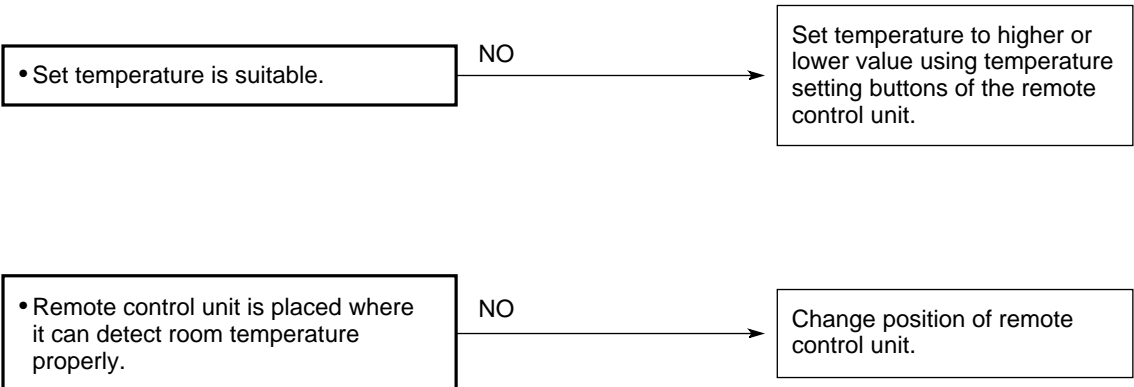 • Set temperature is suitable.
NO
Set temperature to higher or
lower value using temperature
setting buttons of the remote
control unit.
• Remote control unit is placed where
it can detect room temperature
properly.
NO
Change position of remote
control unit.